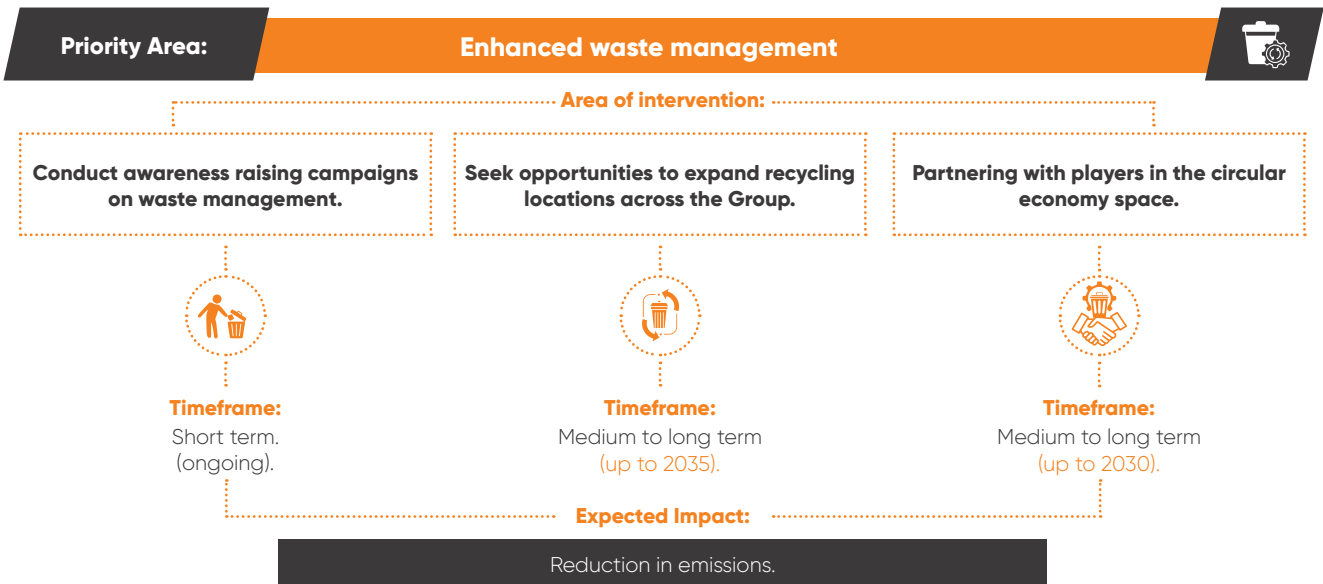 Priority Area:
Enhanced waste management
Area of intervention:
Conduct awareness raising campaigns
on waste management.
Seek opportunities to expand recycling
locations across the Group.
Partnering with players in the circular
economy space.
Timeframe:
Short term.
(ongoing).
Timeframe:
Medium to long term
(up to 2035).
Timeframe:
Medium to long term
(up to 2030).
Expected Impact:
Reduction in emissions.